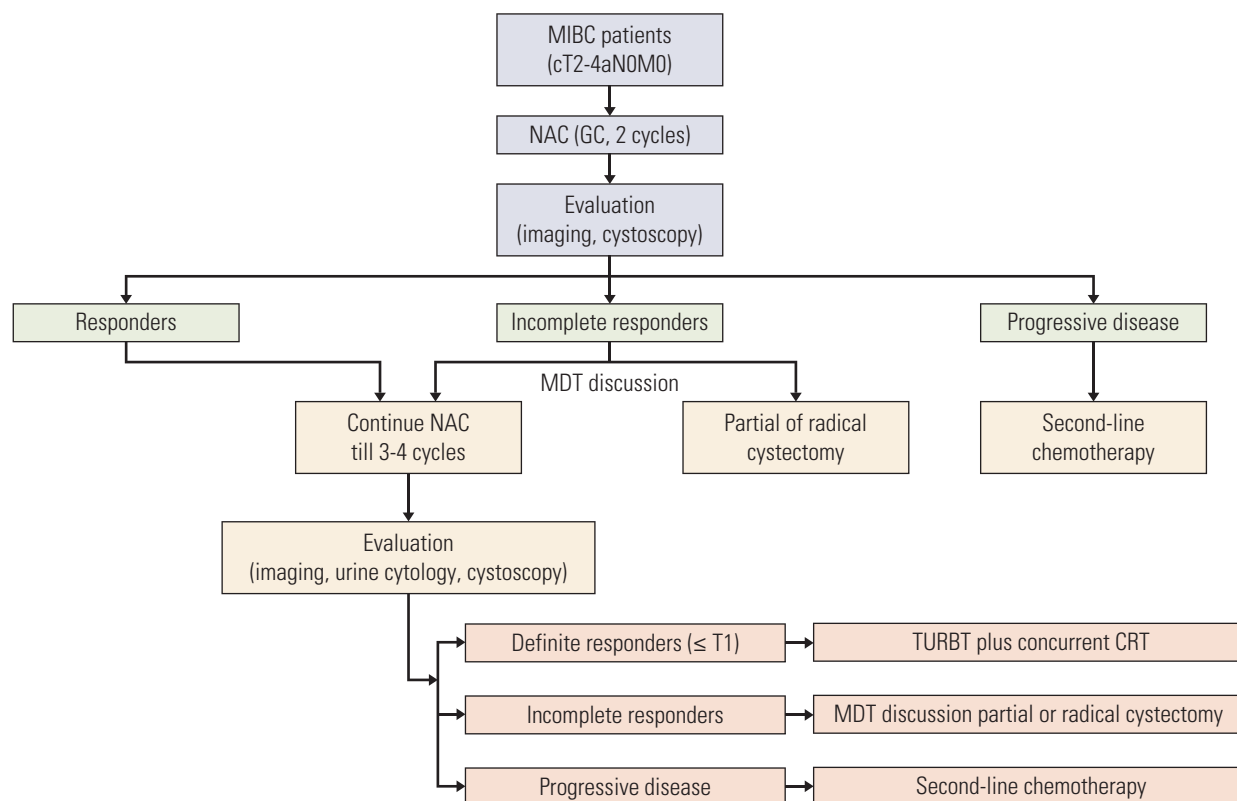 MIBC patients
(cT2-4aN0M0)
NAC (GC, 2 cycles)
Evaluation
(imaging, cystoscopy)
Responders
Incomplete responders
Progressive disease
MDT discussion
Continue NAC
till 3-4 cycles
Partial of radical
cystectomy
Second-line
chemotherapy
Evaluation
(imaging, urine cytology, cystoscopy)
Definite responders (≤ T1)
TURBT plus concurrent CRT
Incomplete responders
MDT discussion partial or radical cystectomy
Progressive disease
Second-line chemotherapy